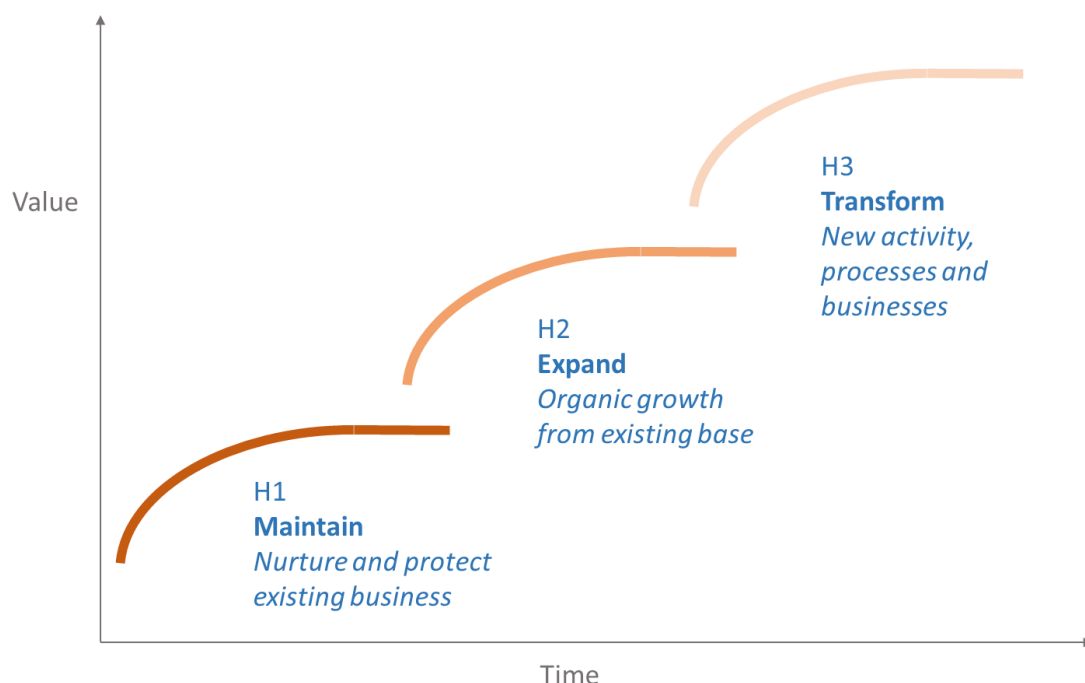 Value
H3
Transform
New activity,
processes and
businesses
H2
Expand
Organic growth
from existing base
H1
Maintain
Nurture and protect
existing business
Time